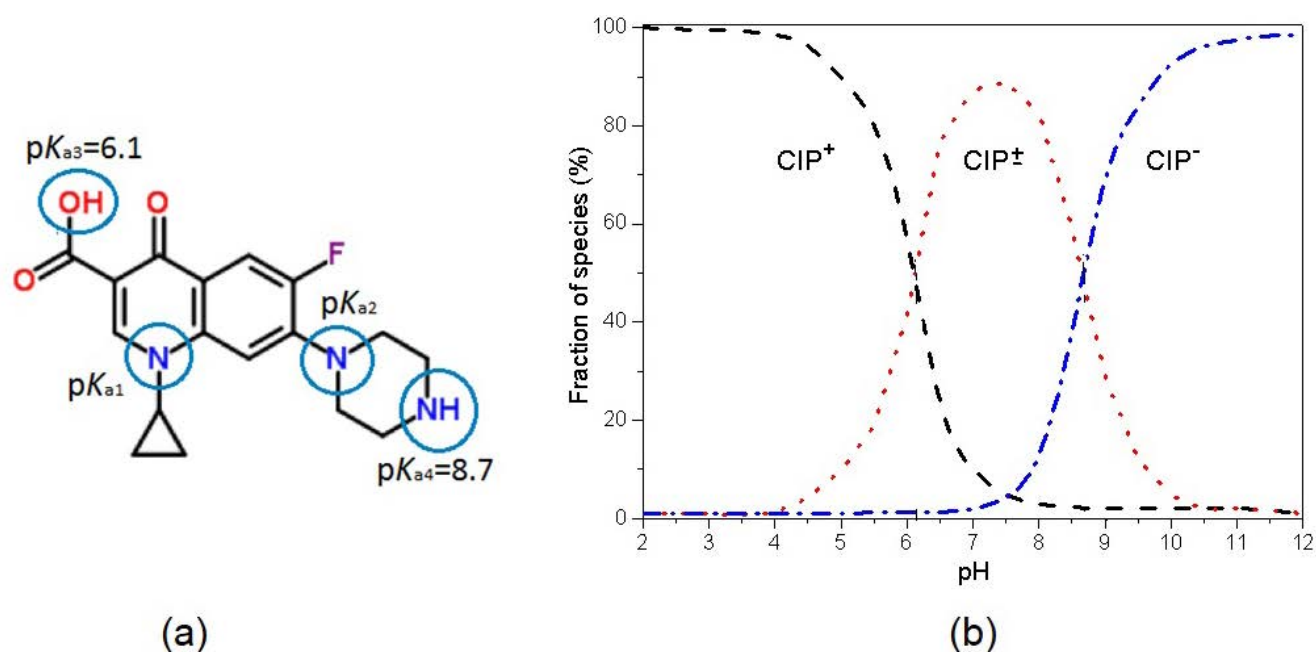 pKa3=6.1
OH
O
O
F
pKa2
N
N
pKa1
NH
pKa4=8.7
(a)
Fraction of species (%)
100
80
60
40
20
0
CIP+
CIP±
CIP-
2 3 4 5 6 7 8 9 10 11 12
pH
(b)